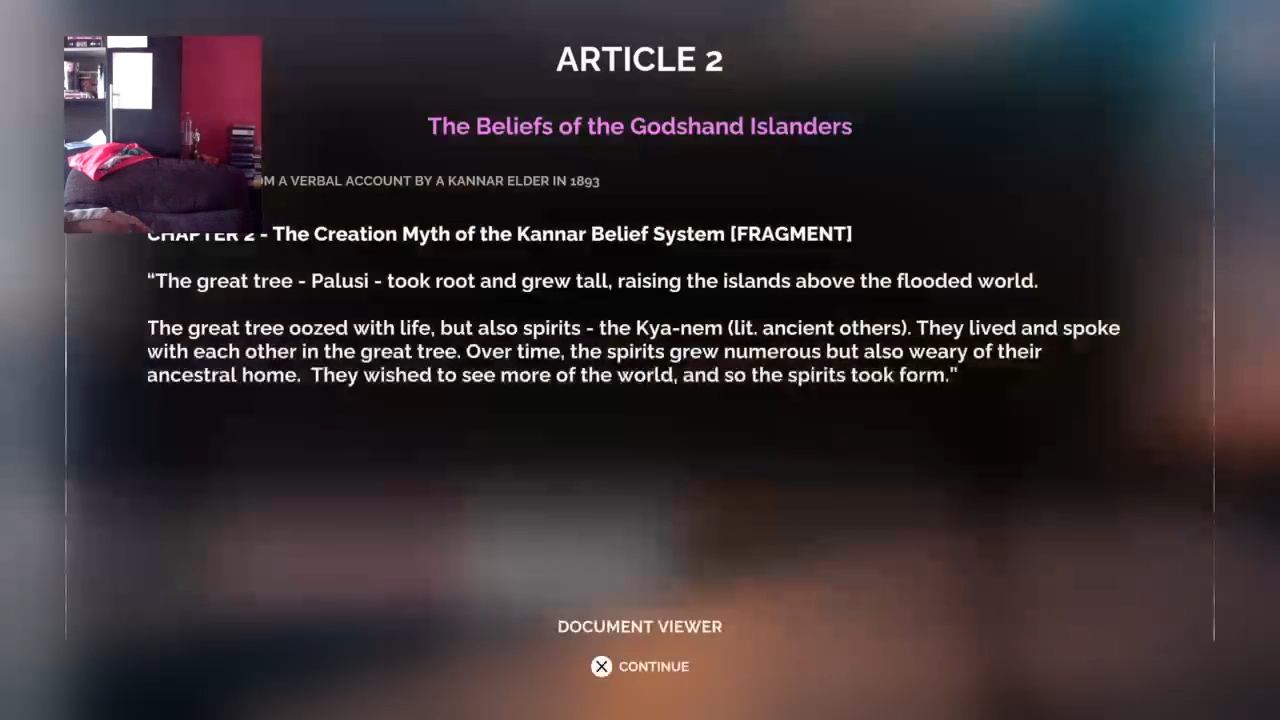 ARTICLE 2
The Beliefs of the Godshand Islanders
A VERBAL ACCOUNT BY A KANNAR ELDER IN 1893
CHAPTER 2 - The Creation Myth of the Kannar Belief System [FRAGMENT]
“The great tree - Palusi - took root and grew tall, raising the islands above the flooded world.
The great tree oozed with life, but also spirits - the Kya-nem (lit. ancient others). They lived and spoke
with each other in the great tree. Over time, the spirits grew numerous but also weary of their
ancestral home.  They wished to see more of the world, and so the spirits took form.”
DOCUMENT VIEWER
CONTINUE